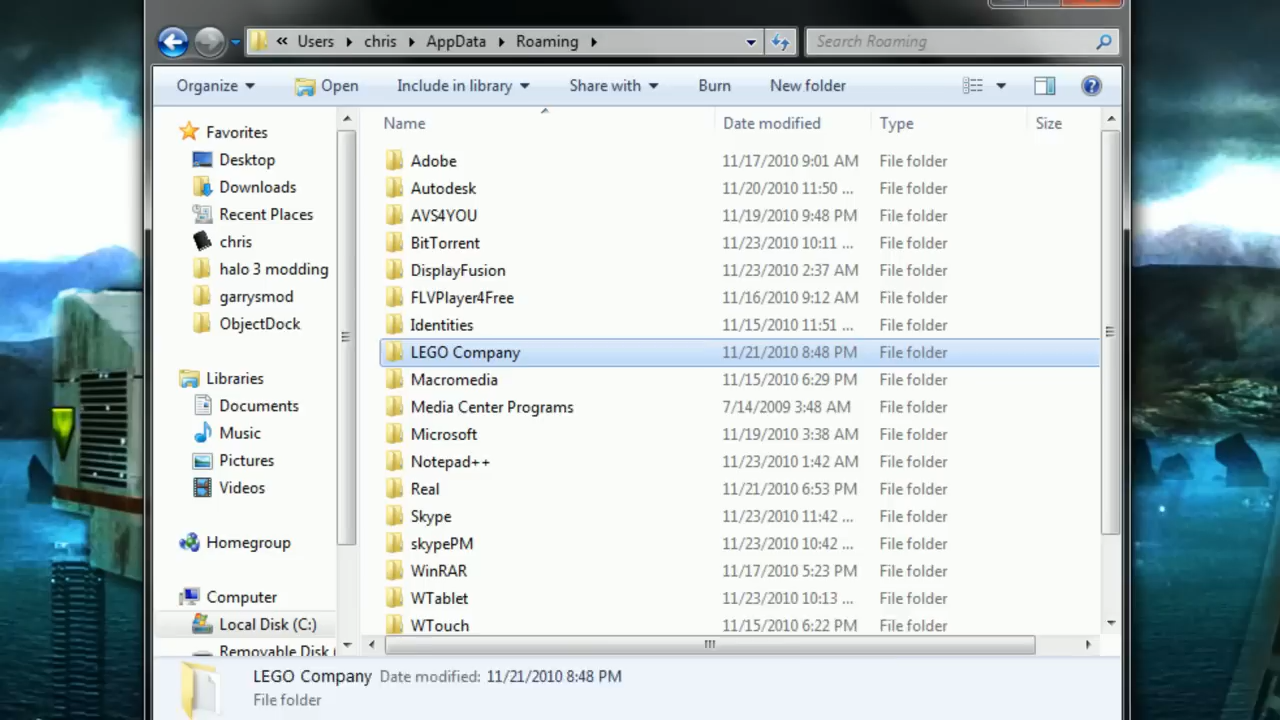 « Users chris AppData Roaming Search Roaming
Organize Open Include in library Share with Burn New folder
Favorites
Desktop
Downloads
Recent Places
chris
halo 3 modding
garrysmod
ObjectDock
Libraries
Documents
Music
Pictures
Videos
Homegroup
Computer
Local Disk (C:)
Removable Disk (
Name Date modified Type Size
Adobe 11/17/2010 9:01 AM File folder
Autodesk 11/20/2010 11:50 ... File folder
AVS4YOU 11/19/2010 9:48 PM File folder
BitTorrent 11/23/2010 10:11 ... File folder
DisplayFusion 11/23/2010 2:37 AM File folder
FLVPlayer4Free 11/16/2010 9:12 AM File folder
Identities 11/15/2010 11:51 ... File folder
LEGO Company 11/21/2010 8:48 PM File folder
Macromedia 11/15/2010 6:29 PM File folder
Media Center Programs 7/14/2009 3:48 AM File folder
Microsoft 11/19/2010 3:38 AM File folder
Notepad++ 11/23/2010 1:42 AM File folder
Real 11/21/2010 6:53 PM File folder
Skype 11/23/2010 11:42 ... File folder
skypePM 11/23/2010 10:42 ... File folder
WinRAR 11/17/2010 5:23 PM File folder
WTablet 11/23/2010 10:13 ... File folder
WTouch 11/15/2010 6:22 PM File folder
LEGO Company Date modified: 11/21/2010 8:48 PM
File folder